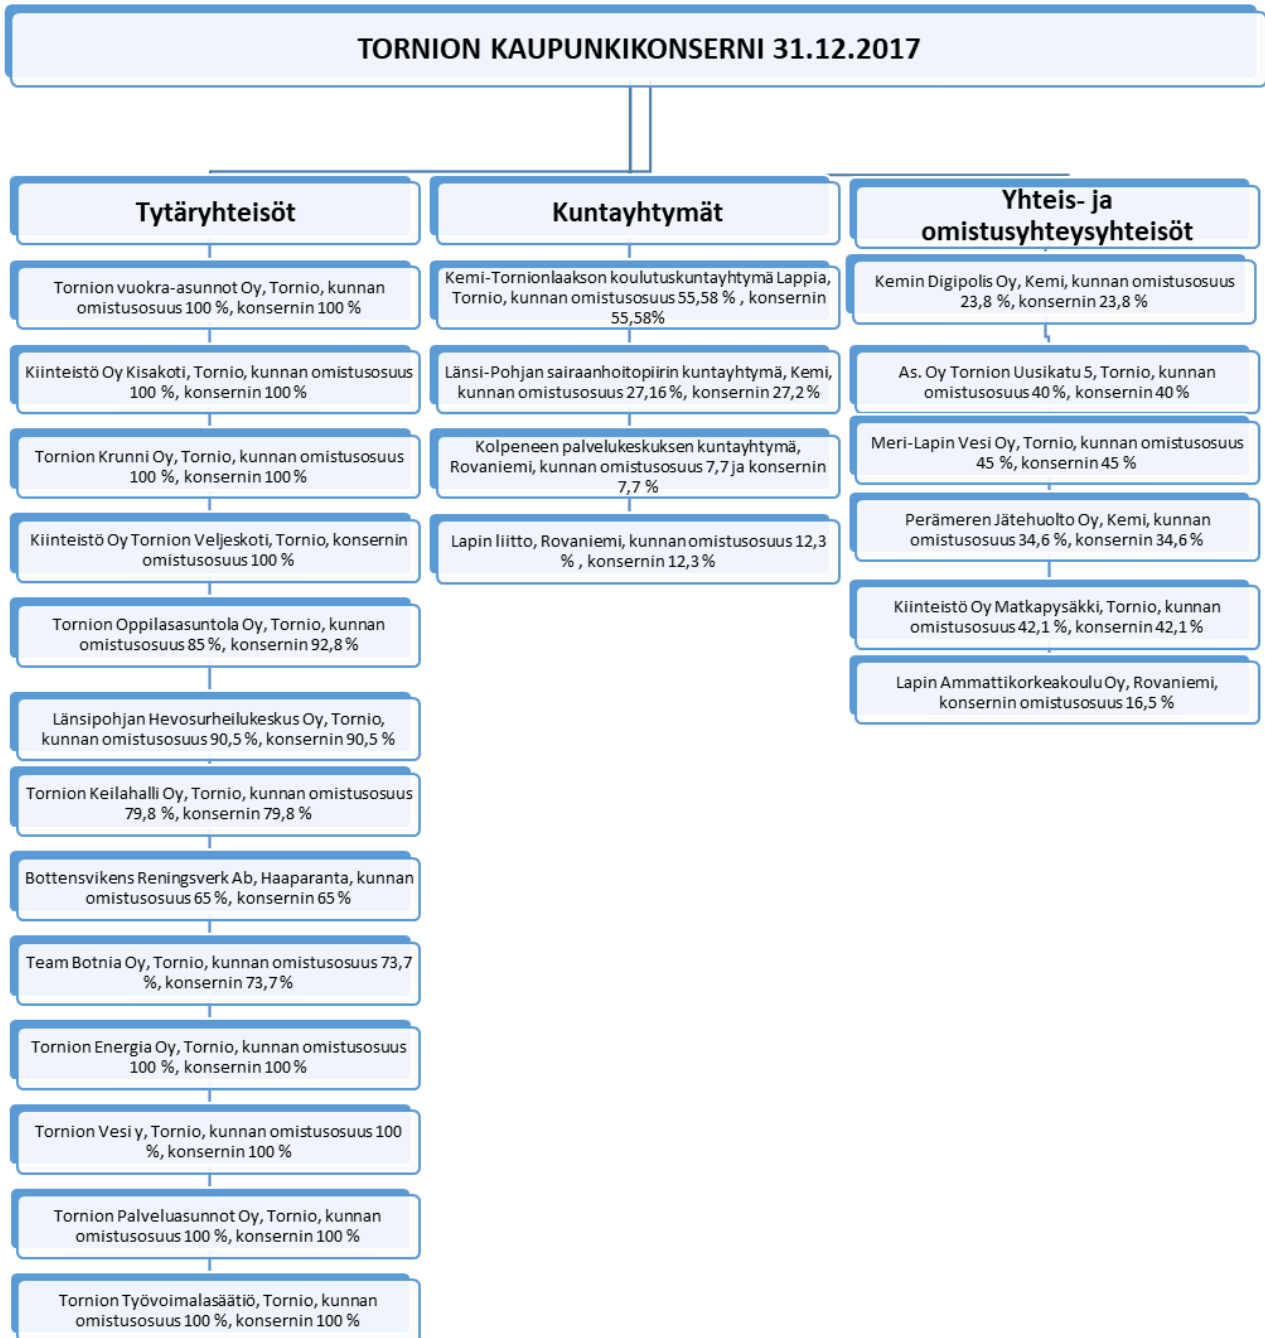 TORNION KAUPUNKIKONSERNI 31.12.2017
Tytäryhteisöt
Tornion vuokra-asunnot Oy, Tornio, kunnan
omistusosuus 100 %, konsernin 100 %
Kiinteistö Oy Kisakoti, Tornio, kunnan omistusosuus
100 %, konsernin 100 %
Tornion Krunni Oy, Tornio, kunnan omistusosuus
100 %, konsernin 100 %
Kiinteistö Oy Tornion Veljeskoti, Tornio, konsernin
omistusosuus 100 %
Tornion Oppilasasuntola Oy, Tornio, kunnan
omistusosuus 85 %, konsernin 92,8 %
Länsipohjan Hevosurheilukeskus Oy, Tornio,
kunnan omistusosuus 90,5 %, konsernin 90,5 %
Tornion Keilahalli Oy, Tornio, kunnan omistusosuus
79,8 %, konsernin 79,8 %
Bottensvikens Reningsverk Ab, Haaparanta, kunnan
omistusosuus 65 %, konsernin 65 %
Team Botnia Oy, Tornio, kunnan omistusosuus 73,7
%, konsernin 73,7 %
Tornion Energia Oy, Tornio, kunnan omistusosuus
100 %, konsernin 100 %
Tornion Vesi y, Tornio, kunnan omistusosuus 100
%, konsernin 100 %
Tornion Palveluasunnot Oy, Tornio, kunnan
omistusosuus 100 %, konsernin 100 %
Tornion Työvoimalasäätiö, Tornio, kunnan
omistusosuus 100 %, konsernin 100 %
Kuntayhtymät
Kemi-Tornionlaakson koulutuskuntayhtymä Lappia,
Tornio, kunnan omistusosuus 55,58 % , konsernin
55,58%
Länsi-Pohjan sairaanhoitopiirin kuntayhtymä, Kemi,
kunnan omistusosuus 27,16 %, konsernin 27,2 %
Kolpeneen palvelukeskuksen kuntayhtymä,
Rovaniemi, kunnan omistusosuus 7,7 ja konsernin
7,7 %
Lapin liitto, Rovaniemi, kunnan omistusosuus 12,3
% , konsernin 12,3 %
Yhteis- ja
omistusyhteysyhteisöt
Kemin Digipolis Oy, Kemi, kunnan omistusosuus
23,8 %, konsernin 23,8 %
As. Oy Tornion Uusikatu 5, Tornio, kunnan
omistusosuus 40 %, konsernin 40 %
Meri-Lapin Vesi Oy, Tornio, kunnan omistusosuus
45 %, konsernin 45 %
Perämeren Jätehuolto Oy, Kemi, kunnan
omistusosuus 34,6 %, konsernin 34,6 %
Kiinteistö Oy Matkapysäkki, Tornio, kunnan
omistusosuus 42,1 %, konsernin 42,1 %
Lapin Ammattikorkeakoulu Oy, Rovaniemi,
konsernin omistusosuus 16,5 %